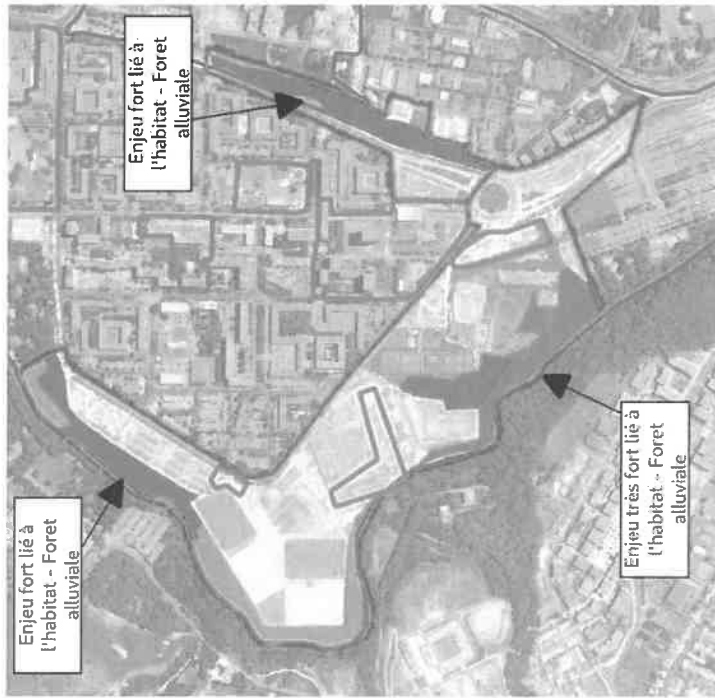 Enjeu fort lié à
l'habitat - Foret
alluviale
Enjeu fort lié à
l'habitat - Foret
alluviale
Enjeu très fort lié à
l'habitat - Foret
alluviale